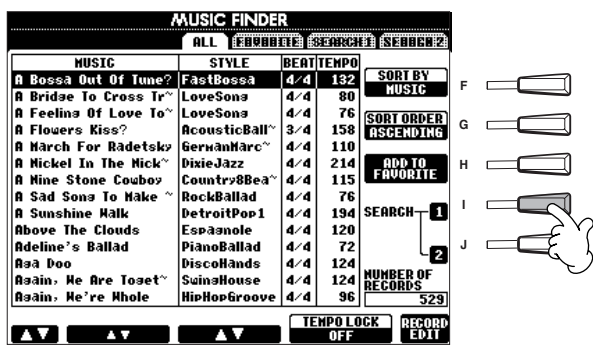 MUSIC FINDER
ALL FAVORITE SEARCH 1 SEARCH 2
MUSIC STYLE BEAT TEMPO
A Bossa Out Of Tune? FastBossa 4/4 132
A Bridge To Cross Tr~ LoveSong 4/4 80
A Feeling Of Love To~ LoveSong 4/4 76
A Flowers Kiss? AcousticBall~ 3/4 158
A March For Radetsky GermanMarc~ 4/4 110
A Nickel In The Nick~ DixieJazz 4/4 214
A Nine Stone Cowboy Country8Bea~ 4/4 115
A Sad Song To Make ~ RockBallad 4/4 76
A Sunshine Walk DetroitPop1 4/4 194
Above The Clouds Espagnole 4/4 120
Adeline's Ballad PianoBallad 4/4 72
Aga Doo DiscoHands 4/4 124
Again, We Are Toget~ SwingHouse 4/4 124
Again, We're Whole HipHopGroove 4/4 96
SORT BY
MUSIC
SORT ORDER
ASCENDING
ADD TO
FAVORITE
SEARCH 1
2
NUMBER OF
RECORDS
529
TEMPO LOCK
OFF
RECORD
EDIT
F
G
H
I
J